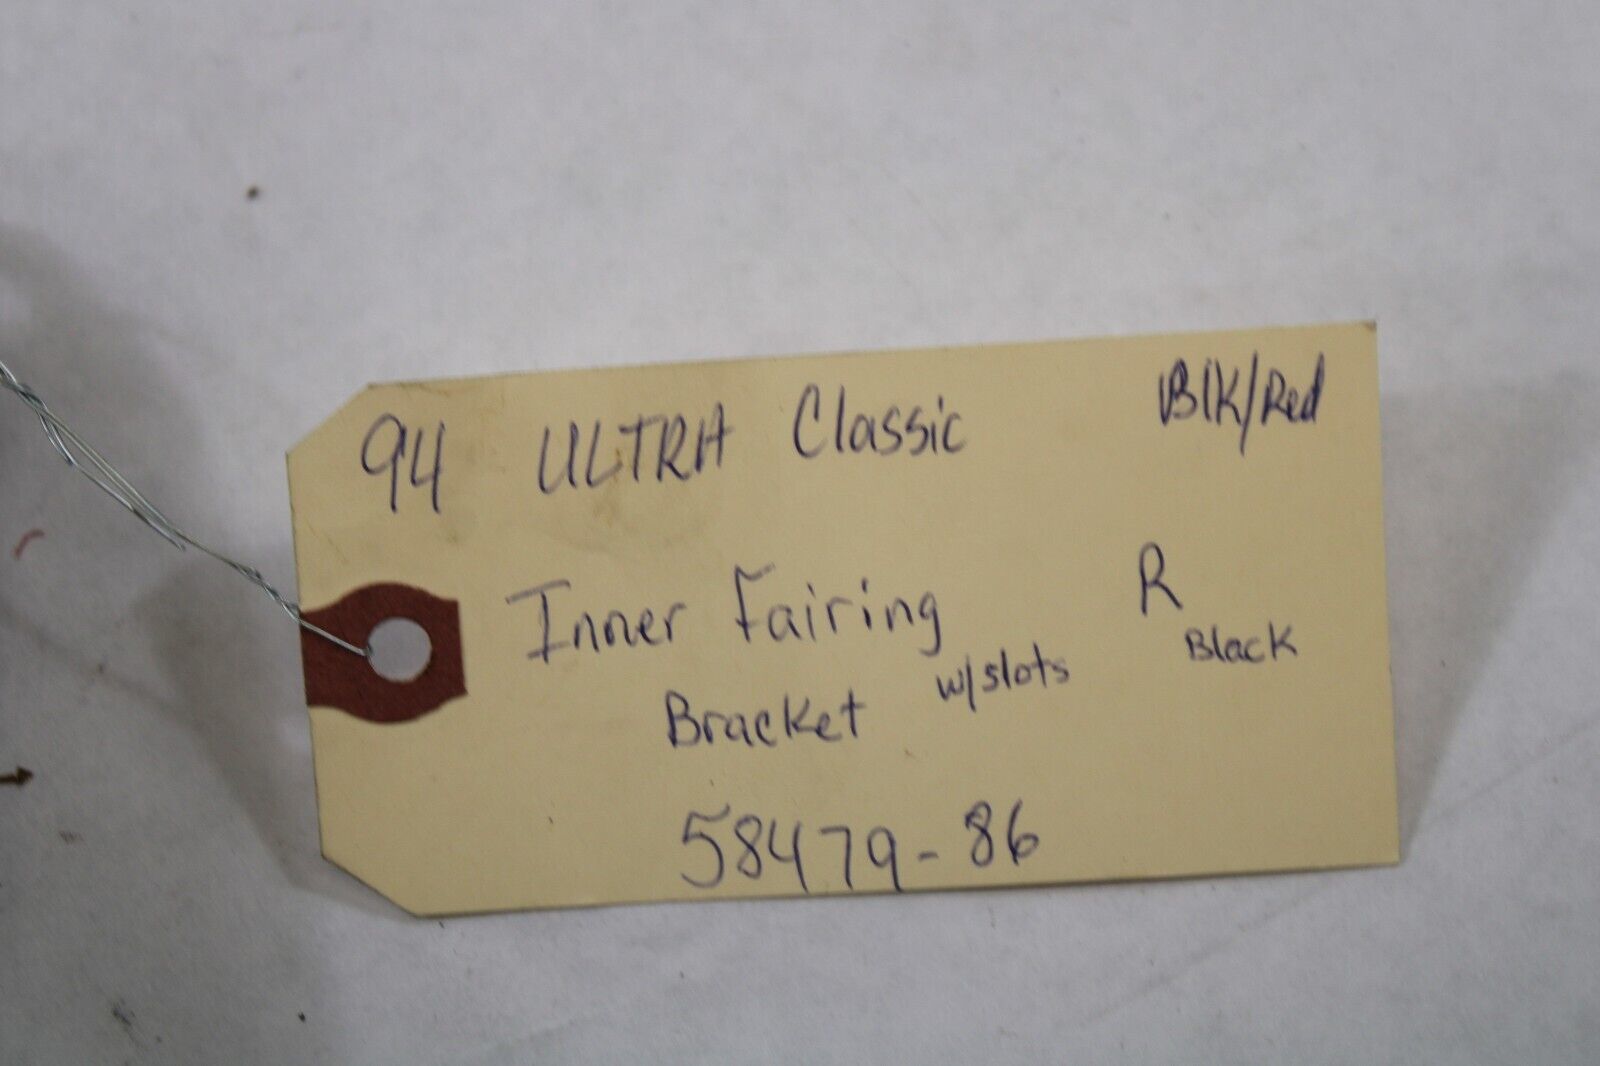 94 ULTRA Classic Blk/Red
Inner Fairing R
w/slots Black
Bracket
58479-86